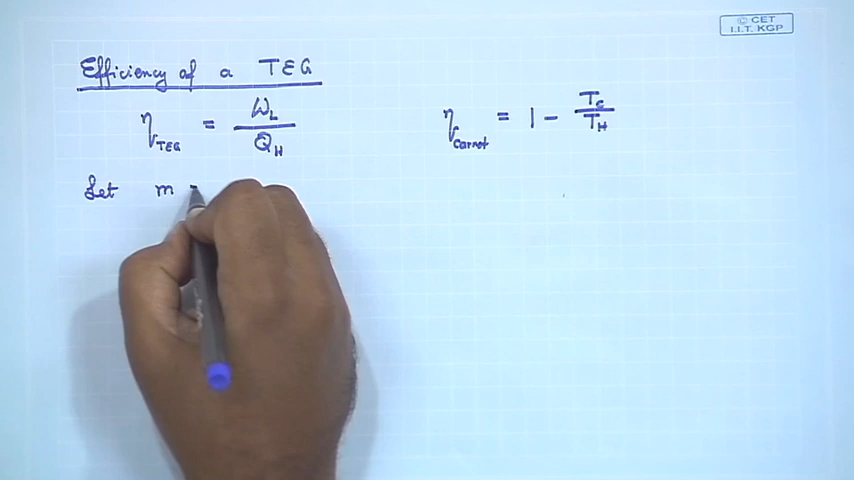 © CET
I.I.T. KGP
Efficiency of a TEG
η_TEG = W_L / Q_H
η_Carnot = 1 - T_C / T_H
Let m